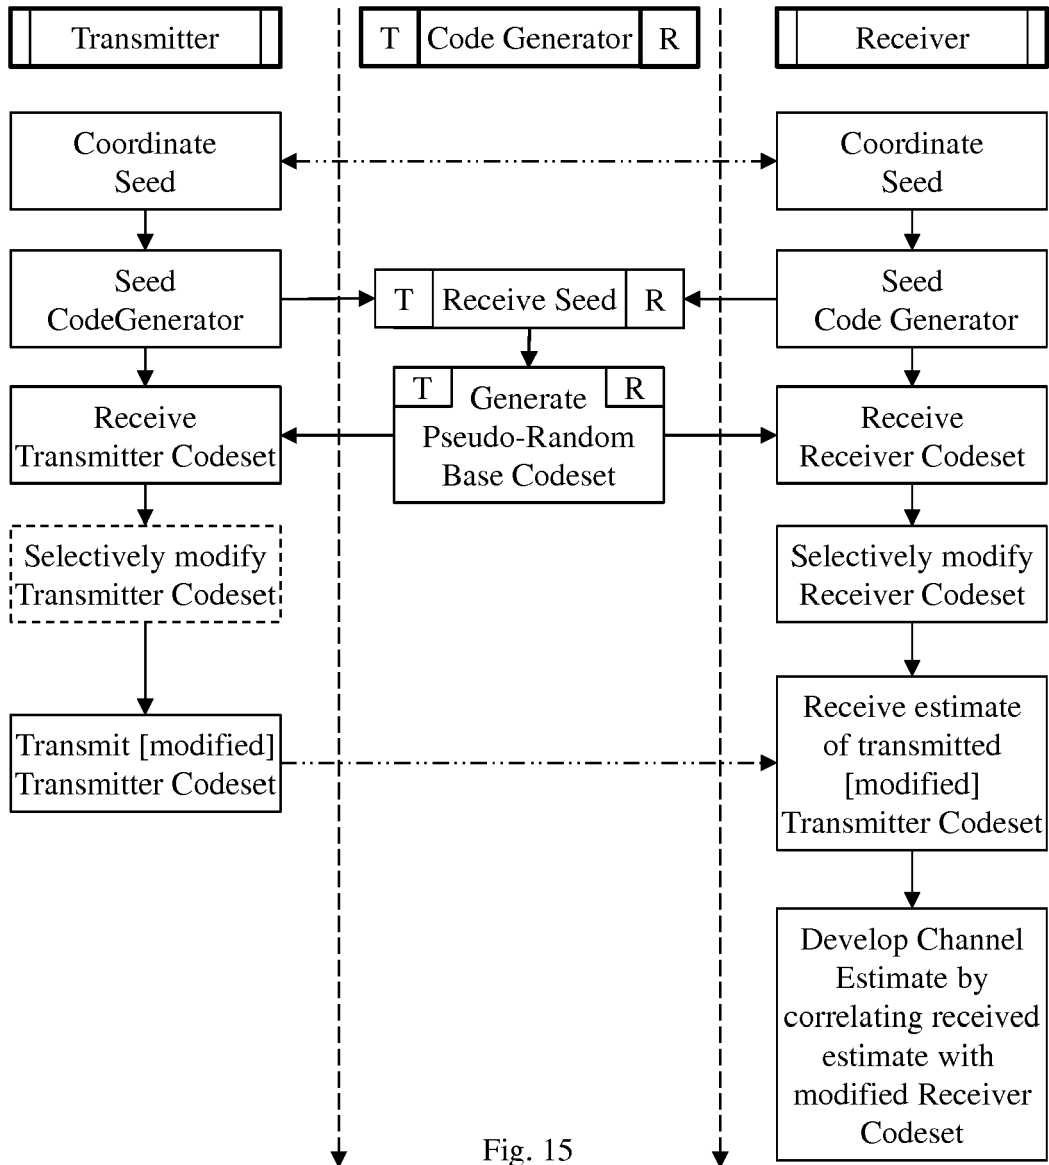 Transmitter
T Code Generator R
Receiver
Coordinate
Seed
Coordinate
Seed
Seed
CodeGenerator
T Receive Seed R
Seed
Code Generator
Receive
Transmitter Codeset
T R
Generate
Pseudo-Random
Base Codeset
Receive
Receiver Codeset
Selectively modify
Transmitter Codeset
Selectively modify
Receiver Codeset
Transmit [modified]
Transmitter Codeset
Receive estimate
of transmitted
[modified]
Transmitter Codeset
Develop Channel
Estimate by
correlating received
estimate with
modified Receiver
Codeset
Fig. 15